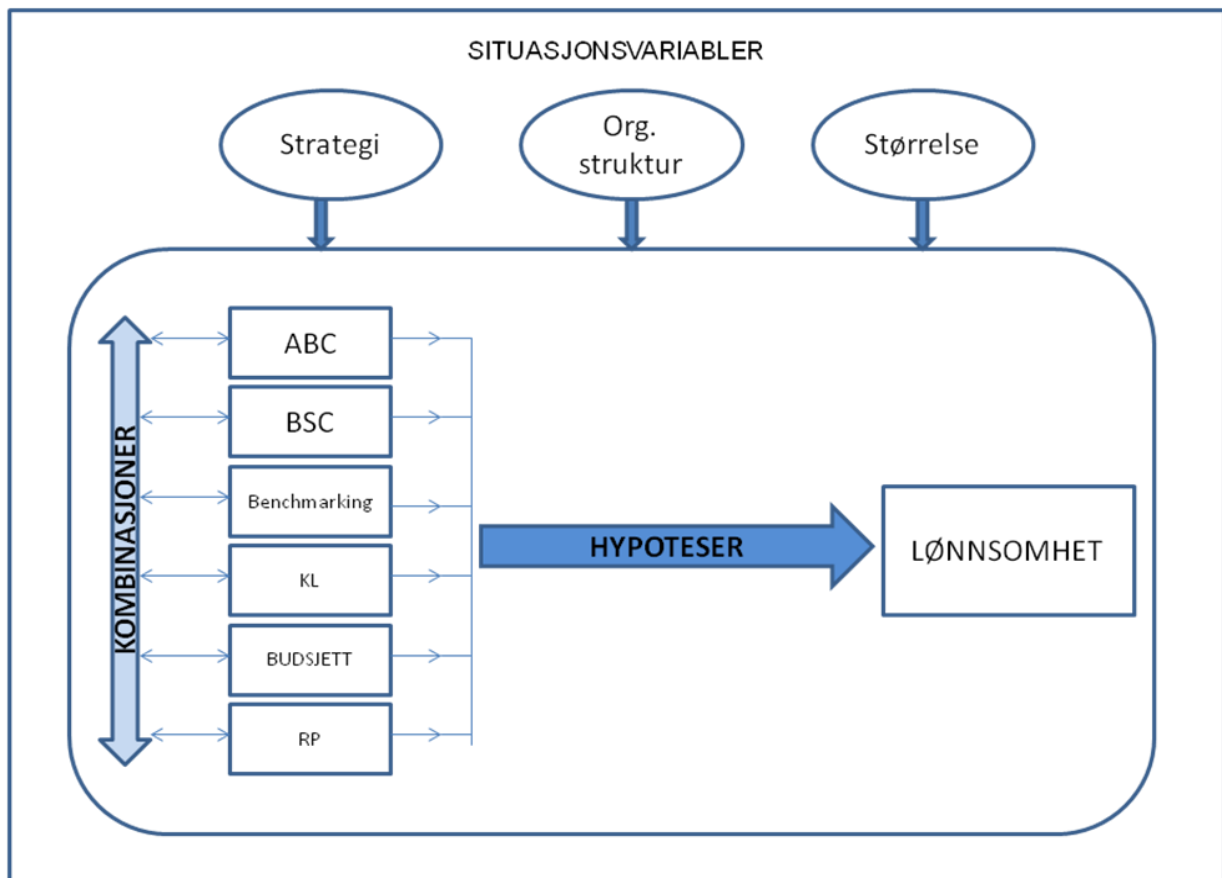 SITUASJONSVARIABLER
Strategi
Org.
struktur
Størrelse
KOMBINASJONER
ABC
BSC
Benchmarking
KL
BUDSJETT
RP
HYPOTESER
LØNNSOMHET